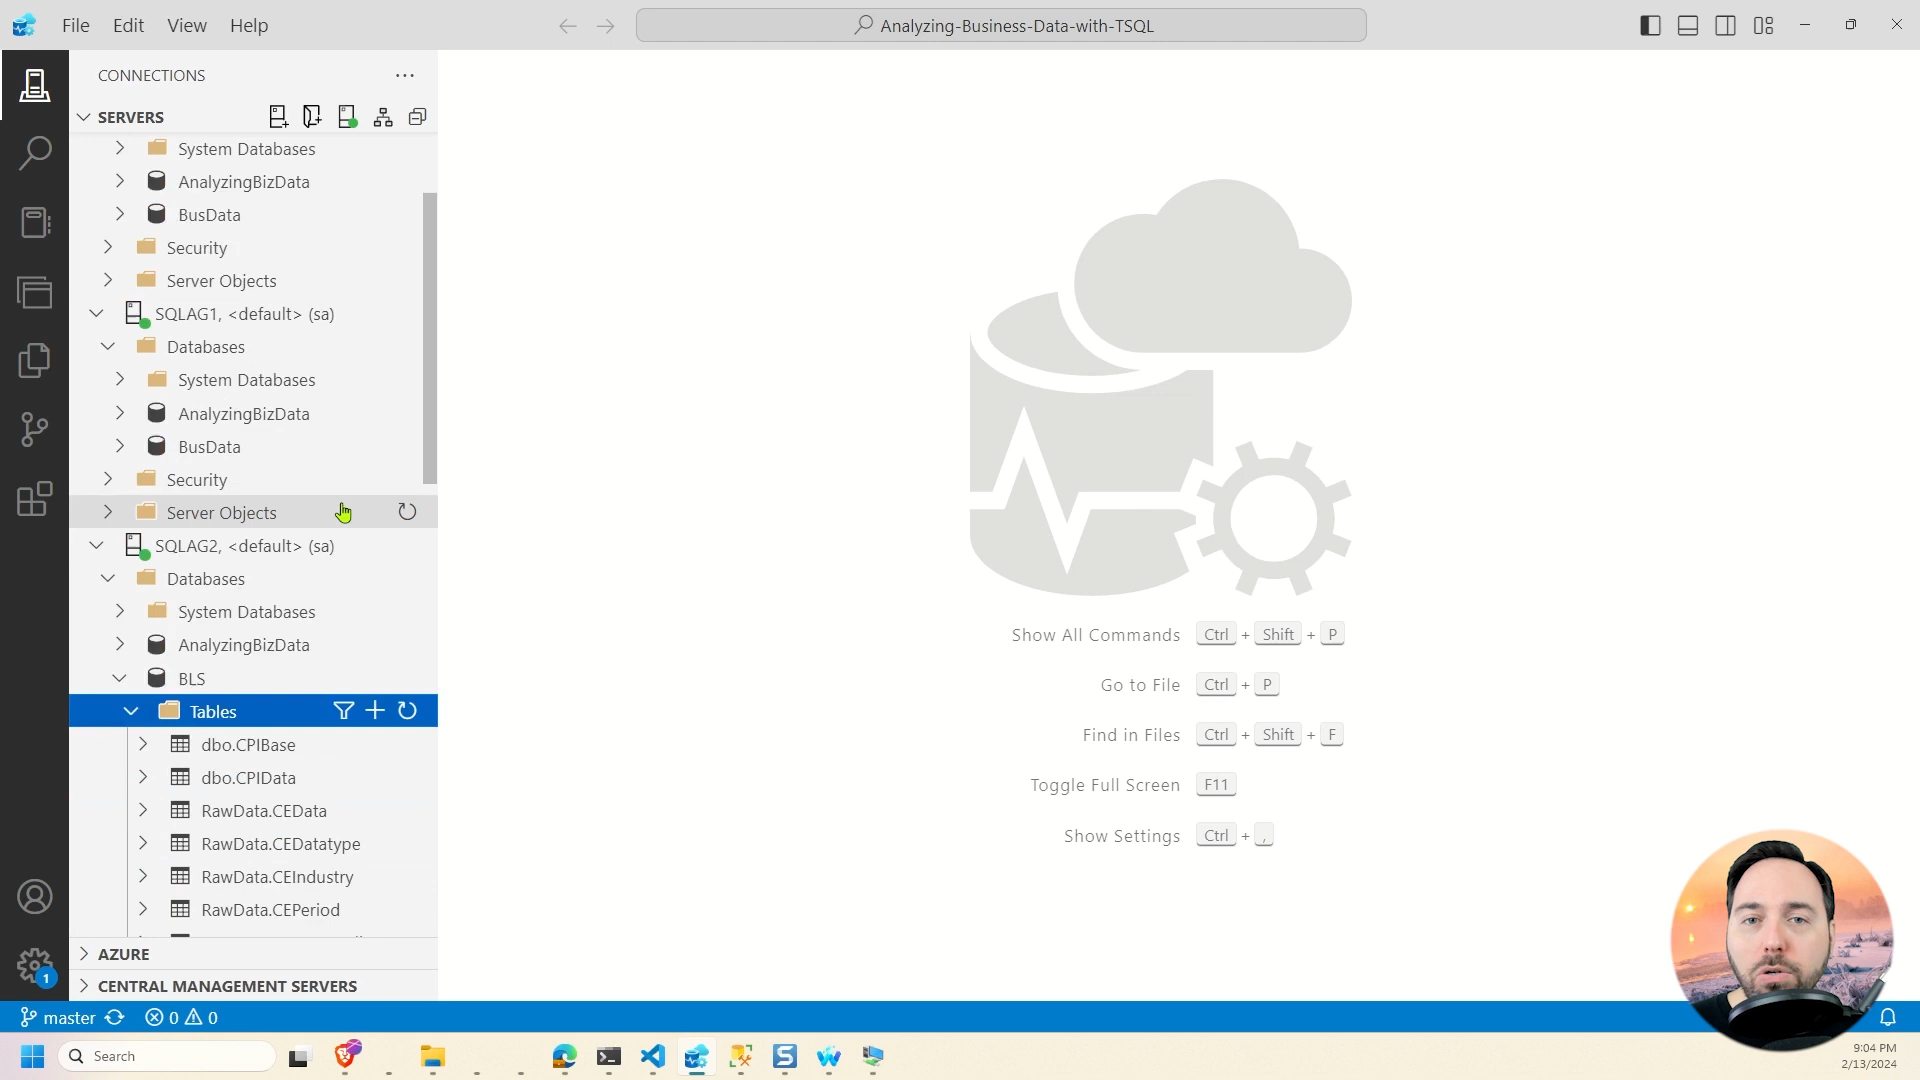 File Edit View Help
Analyzing-Business-Data-with-TSQL
CONNECTIONS
SERVERS
System Databases
AnalyzingBizData
BusData
Security
Server Objects
SQLAG1, <default> (sa)
Databases
System Databases
AnalyzingBizData
BusData
Security
Server Objects
SQLAG2, <default> (sa)
Databases
System Databases
AnalyzingBizData
BLS
Tables
dbo.CPIBase
dbo.CPIData
RawData.CEData
RawData.CEDatatype
RawData.CEIndustry
RawData.CEPeriod
AZURE
CENTRAL MANAGEMENT SERVERS
Show All Commands Ctrl + Shift + P
Go to File Ctrl + P
Find in Files Ctrl + Shift + F
Toggle Full Screen F11
Show Settings Ctrl + ,
1
master 0 0
Search
9:04 PM
2/13/2024